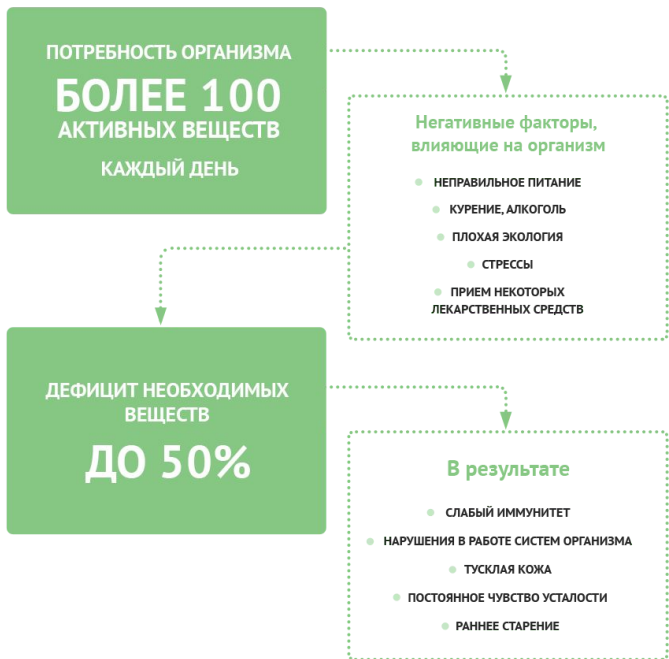 ПОТРЕБНОСТЬ ОРГАНИЗМА
БОЛЕЕ 100
АКТИВНЫХ ВЕЩЕСТВ
КАЖДЫЙ ДЕНЬ
Негативные факторы,
влияющие на организм
НЕПРАВИЛЬНОЕ ПИТАНИЕ
КУРЕНИЕ, АЛКОГОЛЬ
ПЛОХАЯ ЭКОЛОГИЯ
СТРЕССЫ
ПРИЕМ НЕКОТОРЫХ
ЛЕКАРСТВЕННЫХ СРЕДСТВ
ДЕФИЦИТ НЕОБХОДИМЫХ
ВЕЩЕСТВ
ДО 50%
В результате
СЛАБЫЙ ИММУНИТЕТ
НАРУШЕНИЯ В РАБОТЕ СИСТЕМ ОРГАНИЗМА
ТУСКЛАЯ КОЖА
ПОСТОЯННОЕ ЧУВСТВО УСТАЛОСТИ
РАННЕЕ СТАРЕНИЕ